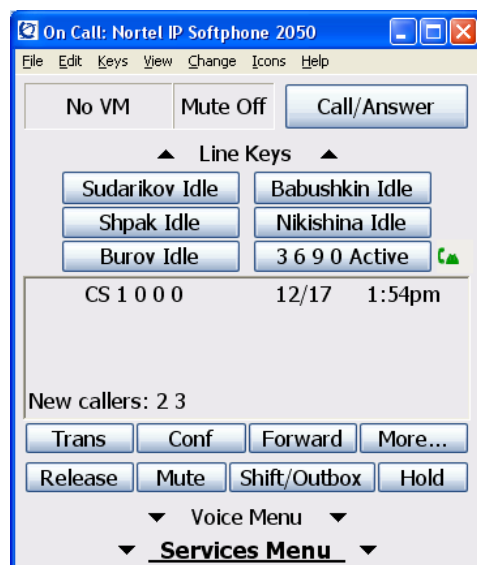 On Call: Nortel IP Softphone 2050
File Edit Keys View Change Icons Help
No VM Mute Off Call/Answer
Line Keys
Sudarikov Idle Babushkin Idle
Shpak Idle Nikishina Idle
Burov Idle 3 6 9 0 Active
CS 1 0 0 0 12/17 1:54pm
New callers: 2 3
Trans Conf Forward More...
Release Mute Shift/Outbox Hold
Voice Menu
Services Menu